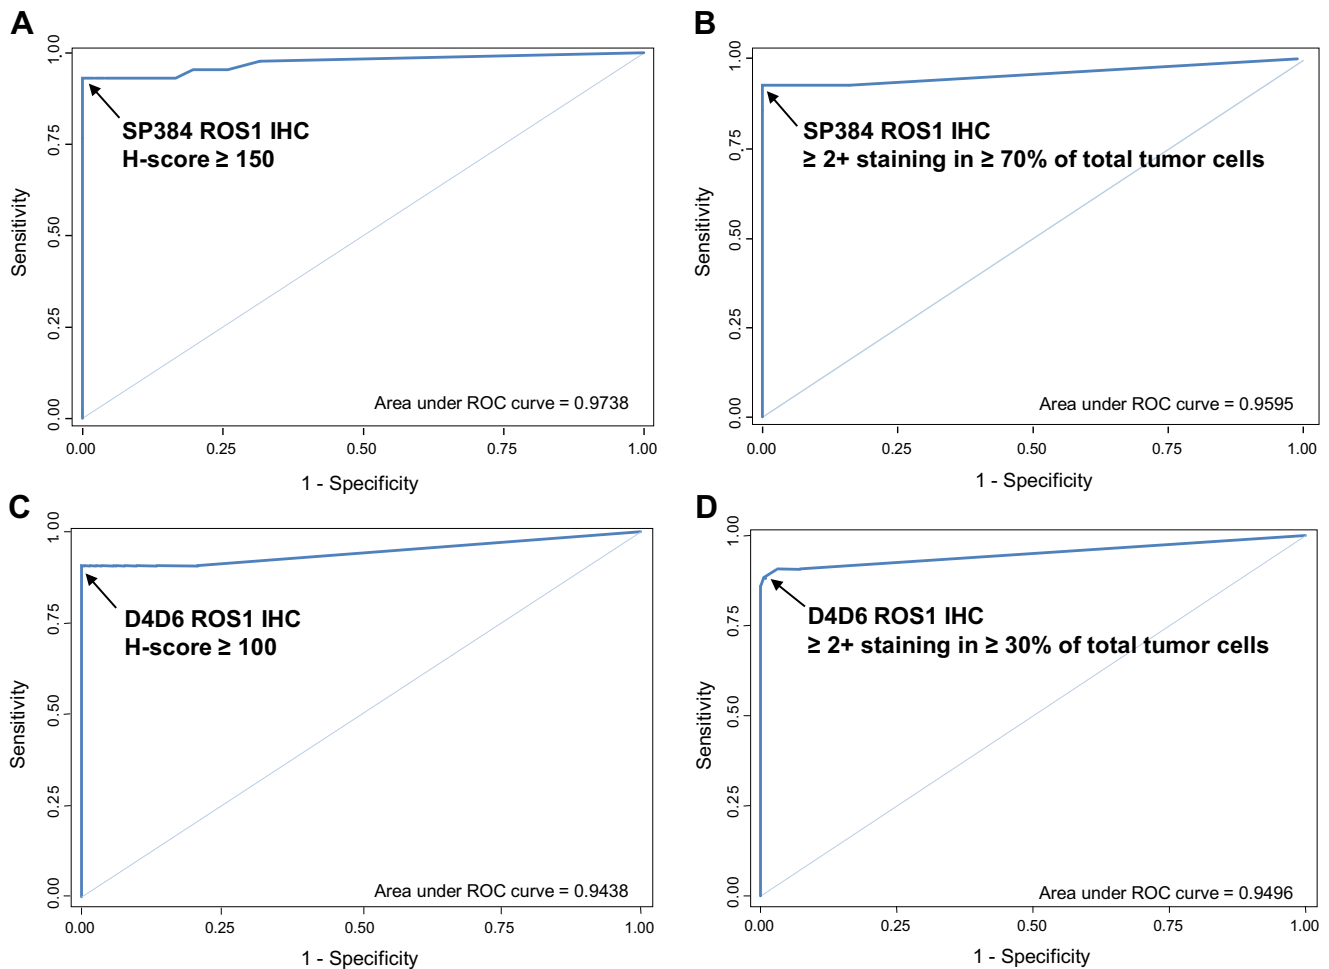 A
1.00
0.75
0.50
0.25
0.00
Sensitivity
SP384 ROS1 IHC
H-score ≥ 150
Area under ROC curve = 0.9738
0.00 0.25 0.50 0.75 1.00
1 - Specificity
B
1.00
0.75
0.50
0.25
0.00
Sensitivity
SP384 ROS1 IHC
≥ 2+ staining in ≥ 70% of total tumor cells
Area under ROC curve = 0.9595
0.00 0.25 0.50 0.75 1.00
1 - Specificity
C
1.00
0.75
0.50
0.25
0.00
Sensitivity
D4D6 ROS1 IHC
H-score ≥ 100
Area under ROC curve = 0.9438
0.00 0.25 0.50 0.75 1.00
1 - Specificity
D
1.00
0.75
0.50
0.25
0.00
Sensitivity
D4D6 ROS1 IHC
≥ 2+ staining in ≥ 30% of total tumor cells
Area under ROC curve = 0.9496
0.00 0.25 0.50 0.75 1.00
1 - Specificity